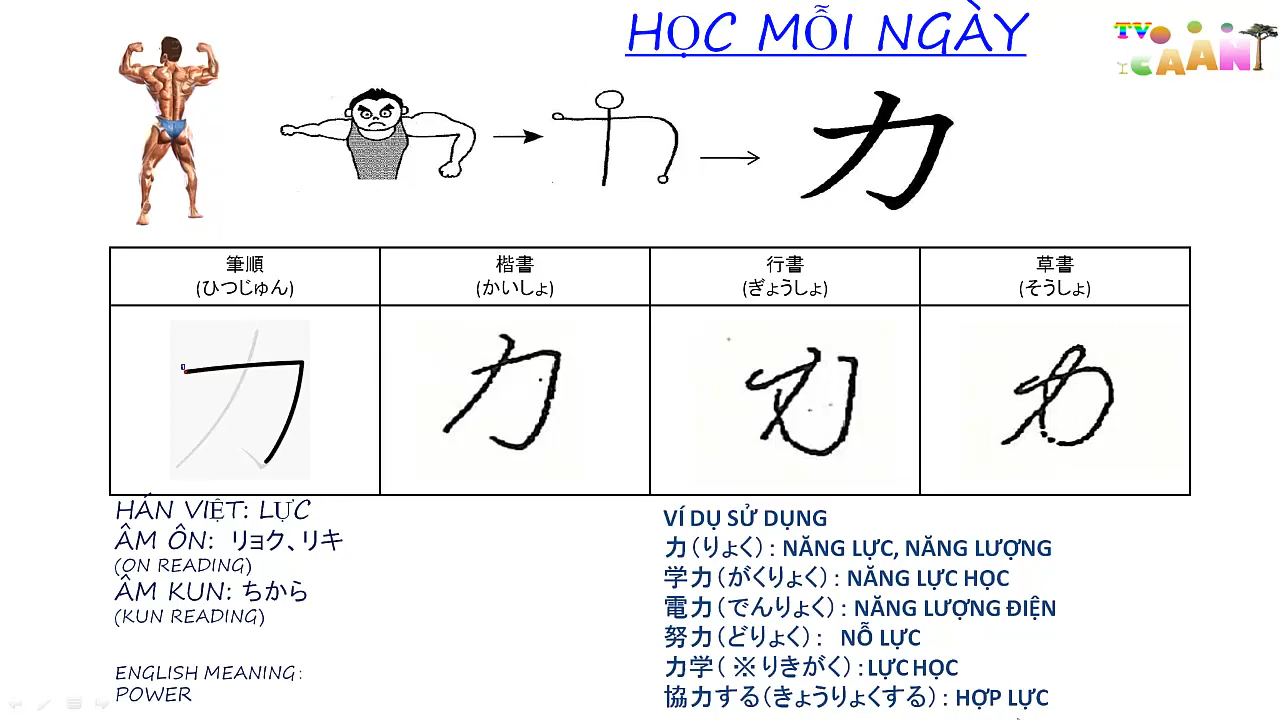 HỌC MỖI NGÀY
TV CAANI
力
筆順 楷書 行書 草書
(ひつじゅん) (かいしょ) (ぎょうしょ) (そうしょ)
1
力 力 力 力
HÁN VIỆT: LỰC
ÂM ÔN: リョク、リキ
(ON READING)
ÂM KUN: ちから
(KUN READING)
ENGLISH MEANING:
POWER
VÍ DỤ SỬ DỤNG
力(りょく): NĂNG LỰC, NĂNG LƯỢNG
学力(がくりょく): NĂNG LỰC HỌC
電力(でんりょく): NĂNG LƯỢNG ĐIỆN
努力(どりょく): NỖ LỰC
力学(※りきがく): LỰC HỌC
協力する(きょうりょくする): HỢP LỰC